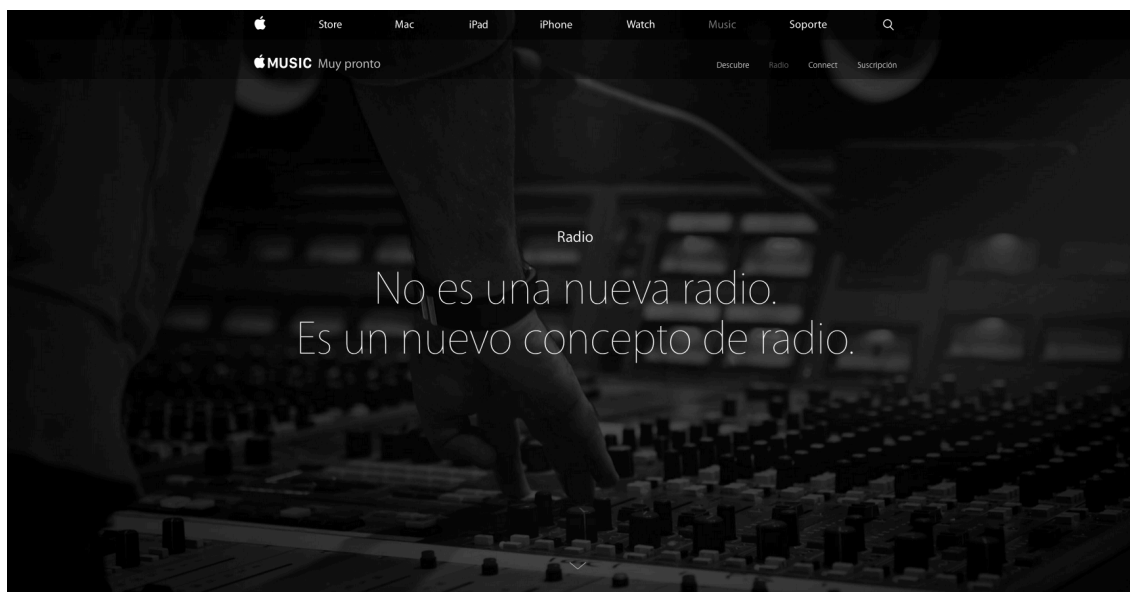 Store Mac iPad iPhone Watch Music Soporte
MUSIC Muy pronto
Descubre Radio Connect Suscripción
Radio
No es una nueva radio.
Es un nuevo concepto de radio.